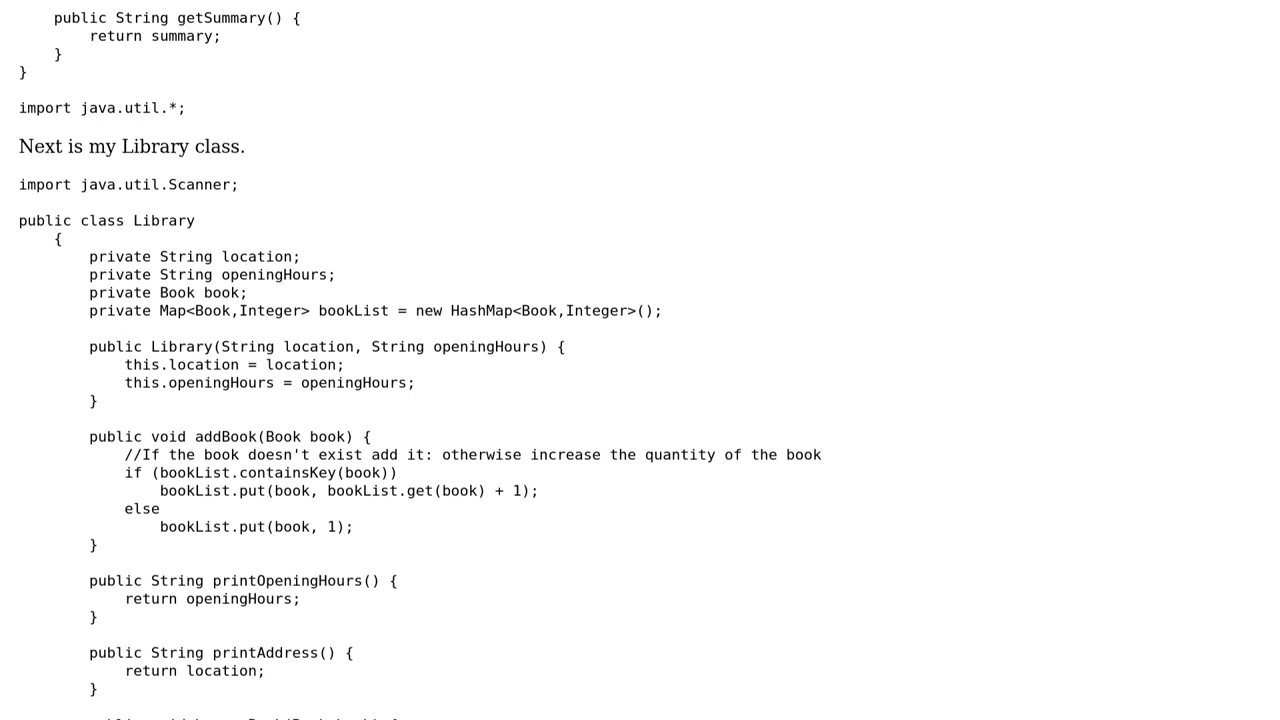 public String getSummary() {
        return summary;
    }
}

import java.util.*;

Next is my Library class.

import java.util.Scanner;

public class Library
    {
        private String location;
        private String openingHours;
        private Book book;
        private Map<Book,Integer> bookList = new HashMap<Book,Integer>();

        public Library(String location, String openingHours) {
            this.location = location;
            this.openingHours = openingHours;
        }

        public void addBook(Book book) {
            //If the book doesn't exist add it: otherwise increase the quantity of the book
            if (bookList.containsKey(book))
                bookList.put(book, bookList.get(book) + 1);
            else
                bookList.put(book, 1);
        }

        public String printOpeningHours() {
            return openingHours;
        }

        public String printAddress() {
            return location;
        }